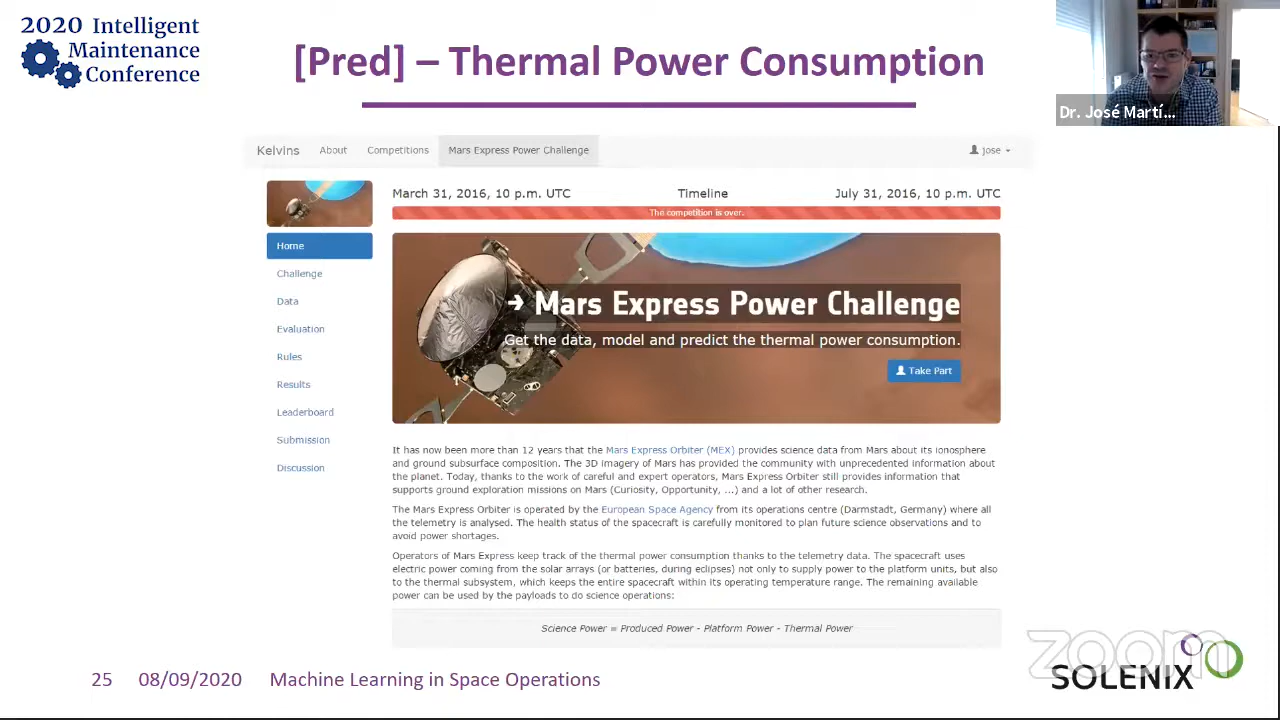 2020 Intelligent
Maintenance
Conference
[Pred] – Thermal Power Consumption
Dr. José Martí...
Kelvins About Competitions Mars Express Power Challenge jose
March 31, 2016, 10 p.m. UTC Timeline July 31, 2016, 10 p.m. UTC
The competition is over.
Home
Challenge
Data
Evaluation
Rules
Results
Leaderboard
Submission
Discussion
→ Mars Express Power Challenge
Get the data, model and predict the thermal power consumption.
Take Part
It has now been more than 12 years that the Mars Express Orbiter (MEX) provides science data from Mars about its ionosphere
and ground subsurface composition. The 3D imagery of Mars has provided the community with unprecedented information about
the planet. Today, thanks to the work of careful and expert operators, Mars Express Orbiter still provides information that
supports ground exploration missions on Mars (Curiosity, Opportunity, ...) and a lot of other research.
The Mars Express Orbiter is operated by the European Space Agency from its operations centre (Darmstadt, Germany) where all
the telemetry is analysed. The health status of the spacecraft is carefully monitored to plan future science observations and to
avoid power shortages.
Operators of Mars Express keep track of the thermal power consumption thanks to the telemetry data. The spacecraft uses
electric power coming from the solar arrays (or batteries, during eclipses) not only to supply power to the platform units, but also
to the thermal subsystem, which keeps the entire spacecraft within its operating temperature range. The remaining available
power can be used by the payloads to do science operations:
Science Power = Produced Power - Platform Power - Thermal Power
25 08/09/2020 Machine Learning in Space Operations
zoom
SOLENIX